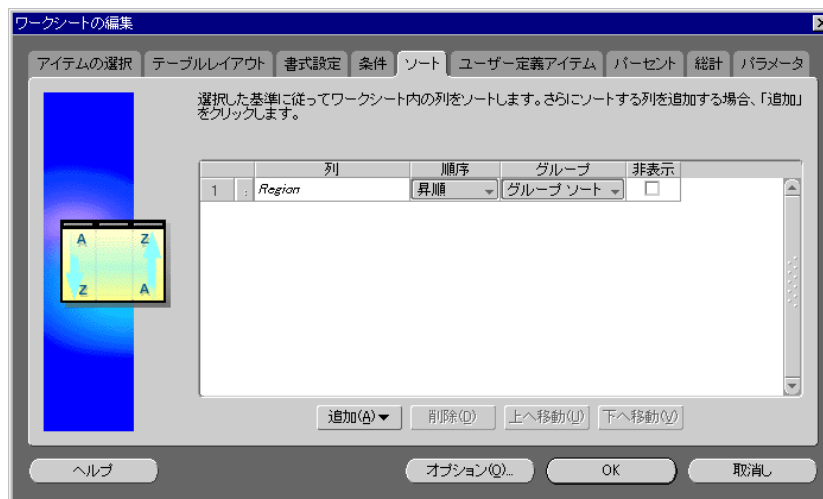 ワークシートの編集
アイテムの選択 テーブルレイアウト 書式設定 条件 ソート ユーザー定義アイテム パーセント 総計 パラメータ
選択した基準に従ってワークシート内の列をソートします。さらにソートする列を追加する場合、「追加」
をクリックします。
列 順序 グループ 非表示
1 Region 昇順 グループ ソート
A Z
Z A
追加(A) 削除(D) 上へ移動(U) 下へ移動(V)
ヘルプ オプション(O)... OK 取消し